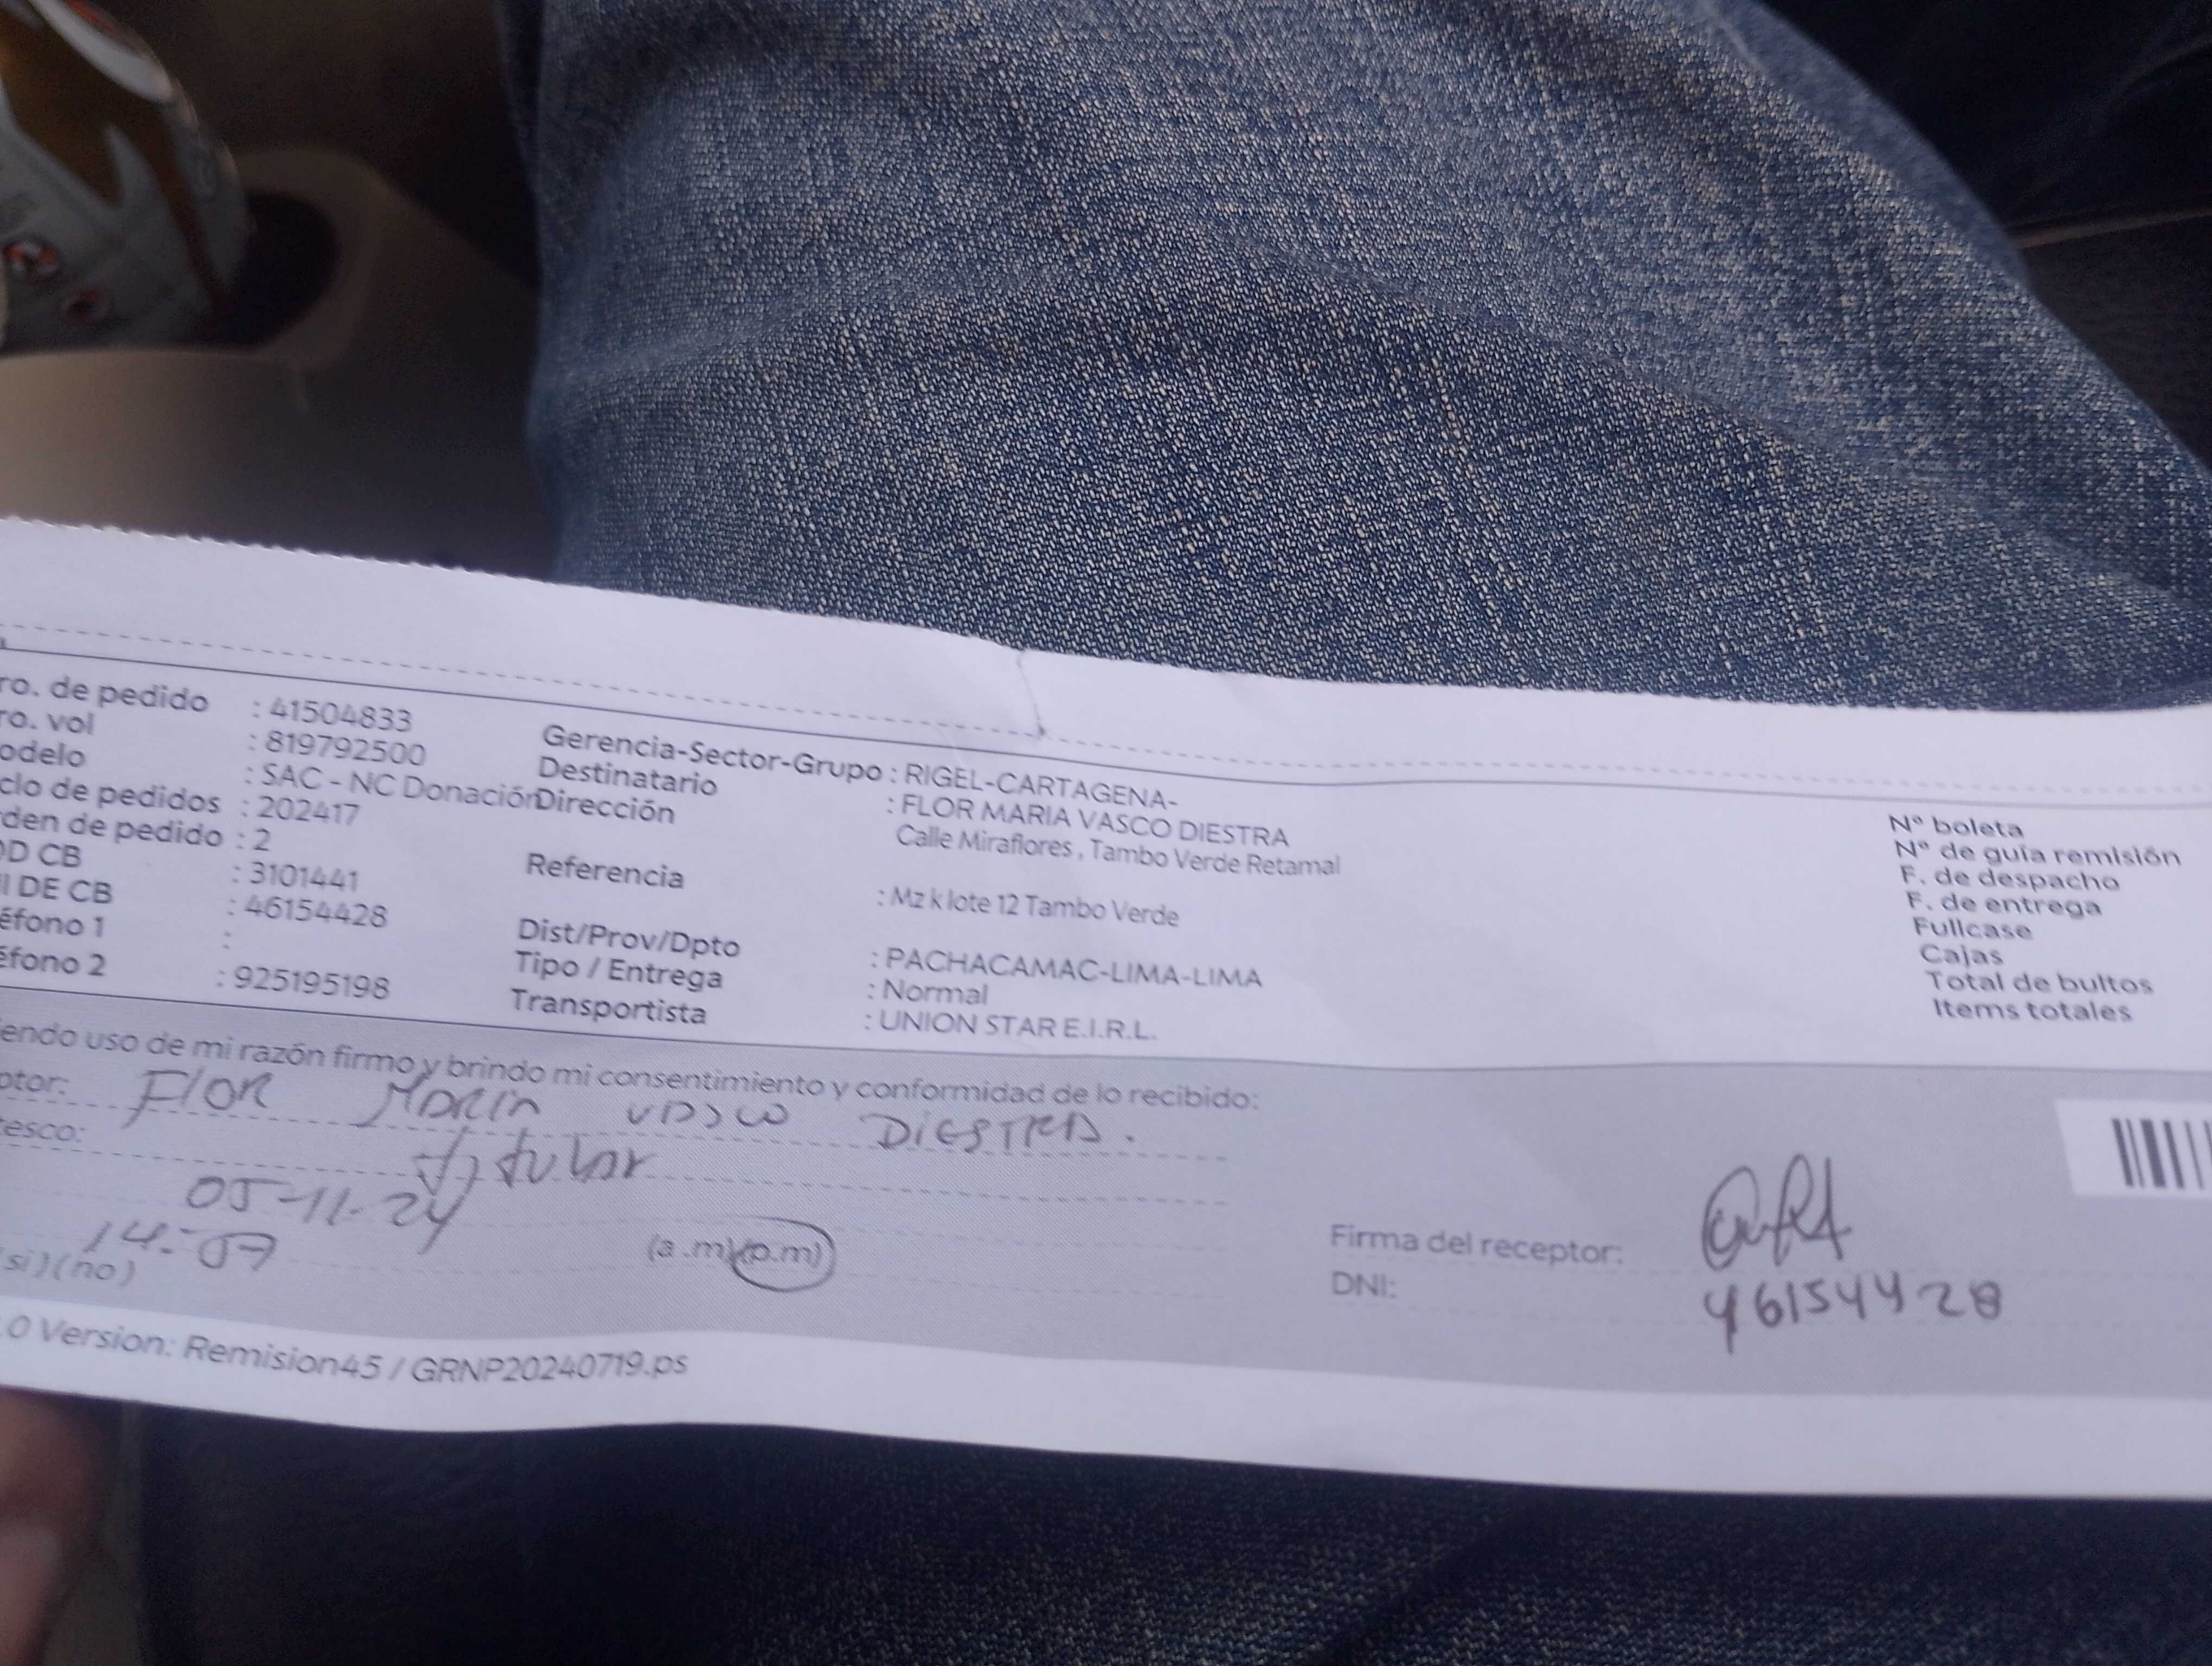 ro. de pedido : 41504833
ro. vol : 819792500
odelo : SAC - NC Donación
clo de pedidos : 202417
den de pedido : 2
OD CB : 3101441
I DE CB : 46154428
éfono 1 :
éfono 2 : 925195198
Gerencia-Sector-Grupo : RIGEL-CARTAGENA-
Destinatario : FLOR MARIA VASCO DIESTRA
Dirección Calle Miraflores , Tambo Verde Retamal
Referencia : Mz k lote 12 Tambo Verde
Dist/Prov/Dpto : PACHACAMAC-LIMA-LIMA
Tipo / Entrega : Normal
Transportista : UNION STAR E.I.R.L.
N° boleta
N° de guía remisión
F. de despacho
F. de entrega
Fullcase
Cajas
Total de bultos
Items totales
endo uso de mi razón firmo y brindo mi consentimiento y conformidad de lo recibido:
ptor: Flor Maria Vasco Diestra.
tesco: titular
05-11-24
14:07 (a.m) (p.m)
si) (no)
Firma del receptor:
DNI: 46154428
.0 Version: Remision45 / GRNP20240719.ps